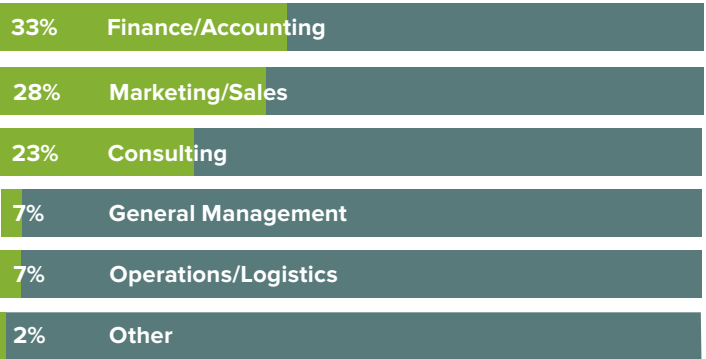 33% Finance/Accounting
28% Marketing/Sales
23% Consulting
7% General Management
7% Operations/Logistics
2% Other